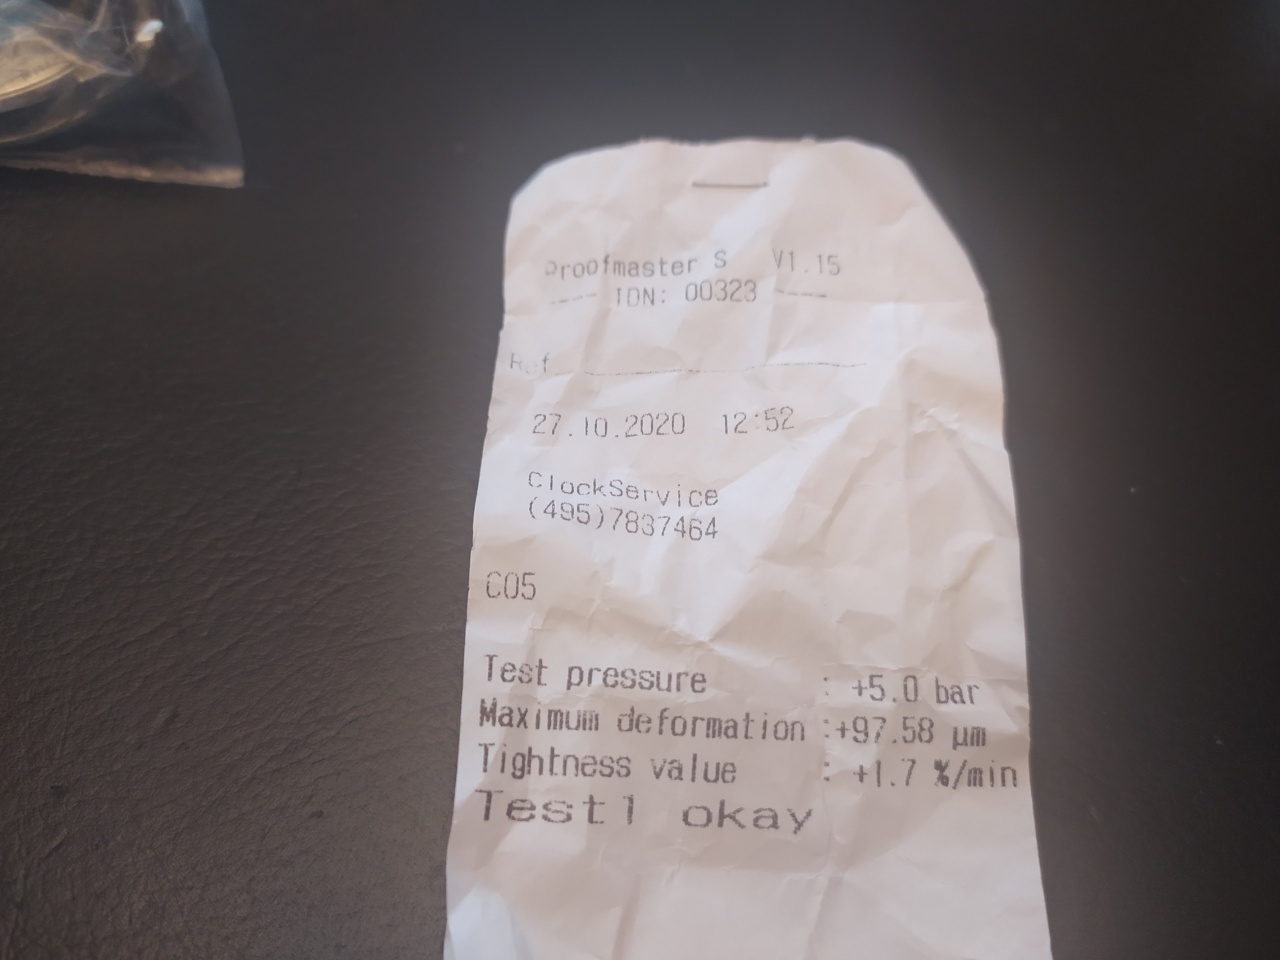 Proofmaster S V1.15
---- IDN: 00323 ----
Ref
27.10.2020 12:52
ClockService
(495)7837464
C05
Test pressure : +5.0 bar
Maximum deformation :+97.58 µm
Tightness value : +1.7 %/min
Test1 okay